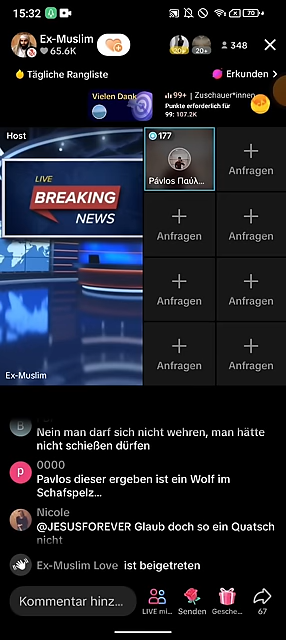 15:32
70
Ex-Muslim
65.6K
20+
348
Tägliche Rangliste
Erkunden
Vielen Dank
99+ | Zuschauer*innen
Punkte erforderlich für
99: 107.2K
Host
LIVE
BREAKING
NEWS
Ex-Muslim
177
Pávlos Παύλ...
Anfragen
Anfragen
Anfragen
Anfragen
Anfragen
Anfragen
Anfragen
B
Nein man darf sich nicht wehren, man hätte
nicht schießen dürfen
p
0000
Pavlos dieser ergeben ist ein Wolf im
Schafspelz...
Nicole
@JESUSFOREVER Glaub doch so ein Quatsch
nicht
Ex-Muslim Love ist beigetreten
Kommentar hinz...
LIVE mi...
Senden
Gesche...
67